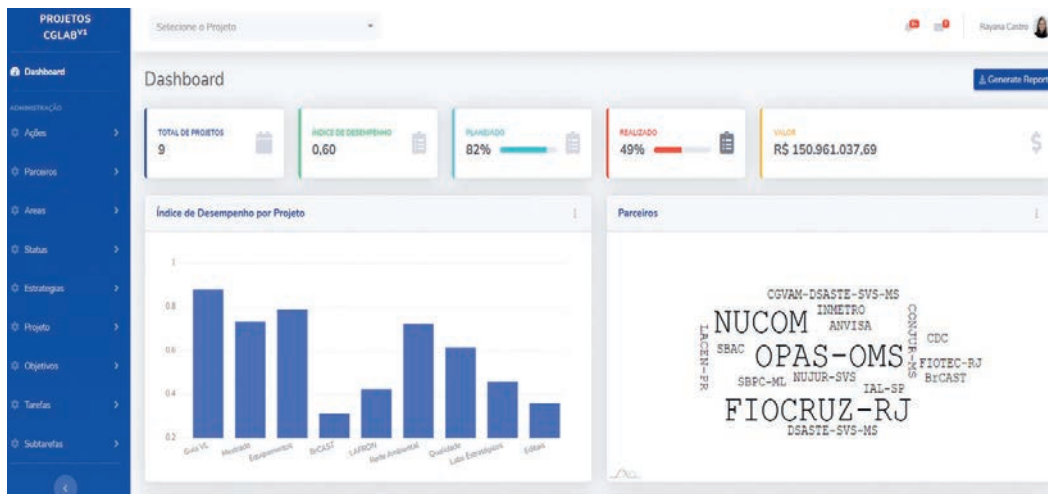 PROJETOS
CGLAB V1
Selecione o Projeto
Rayana Castro
Dashboard
ADMINISTRAÇÃO
Ações
Parceiros
Areas
Status
Estrategias
Projeto
Objetivos
Tarefas
Subtarefas
Dashboard
Generate Report
TOTAL DE PROJETOS
9
ÍNDICE DE DESEMPENHO
0,60
PLANEJADO
82%
REALIZADO
49%
VALOR
R$ 150.961.037,69
$
Índice de Desempenho por Projeto
1
0.8
0.6
0.4
0.2
Guia VL
Mestrado
Equipamentos
BrCAST
LAFRON
Rede Ambiental
Qualidade
Labs Estratégicos
Editais
Parceiros
CGVAM-DSASTE-SVS-MS
INMETRO
NUCOM
ANVISA
CONJUR-MS
LACEN-PR
SBAC
OPAS-OMS
CDC
FIOTEC-RJ
SBPC-ML
NUJUR-SVS
BrCAST
IAL-SP
FIOCRUZ-RJ
DSASTE-SVS-MS